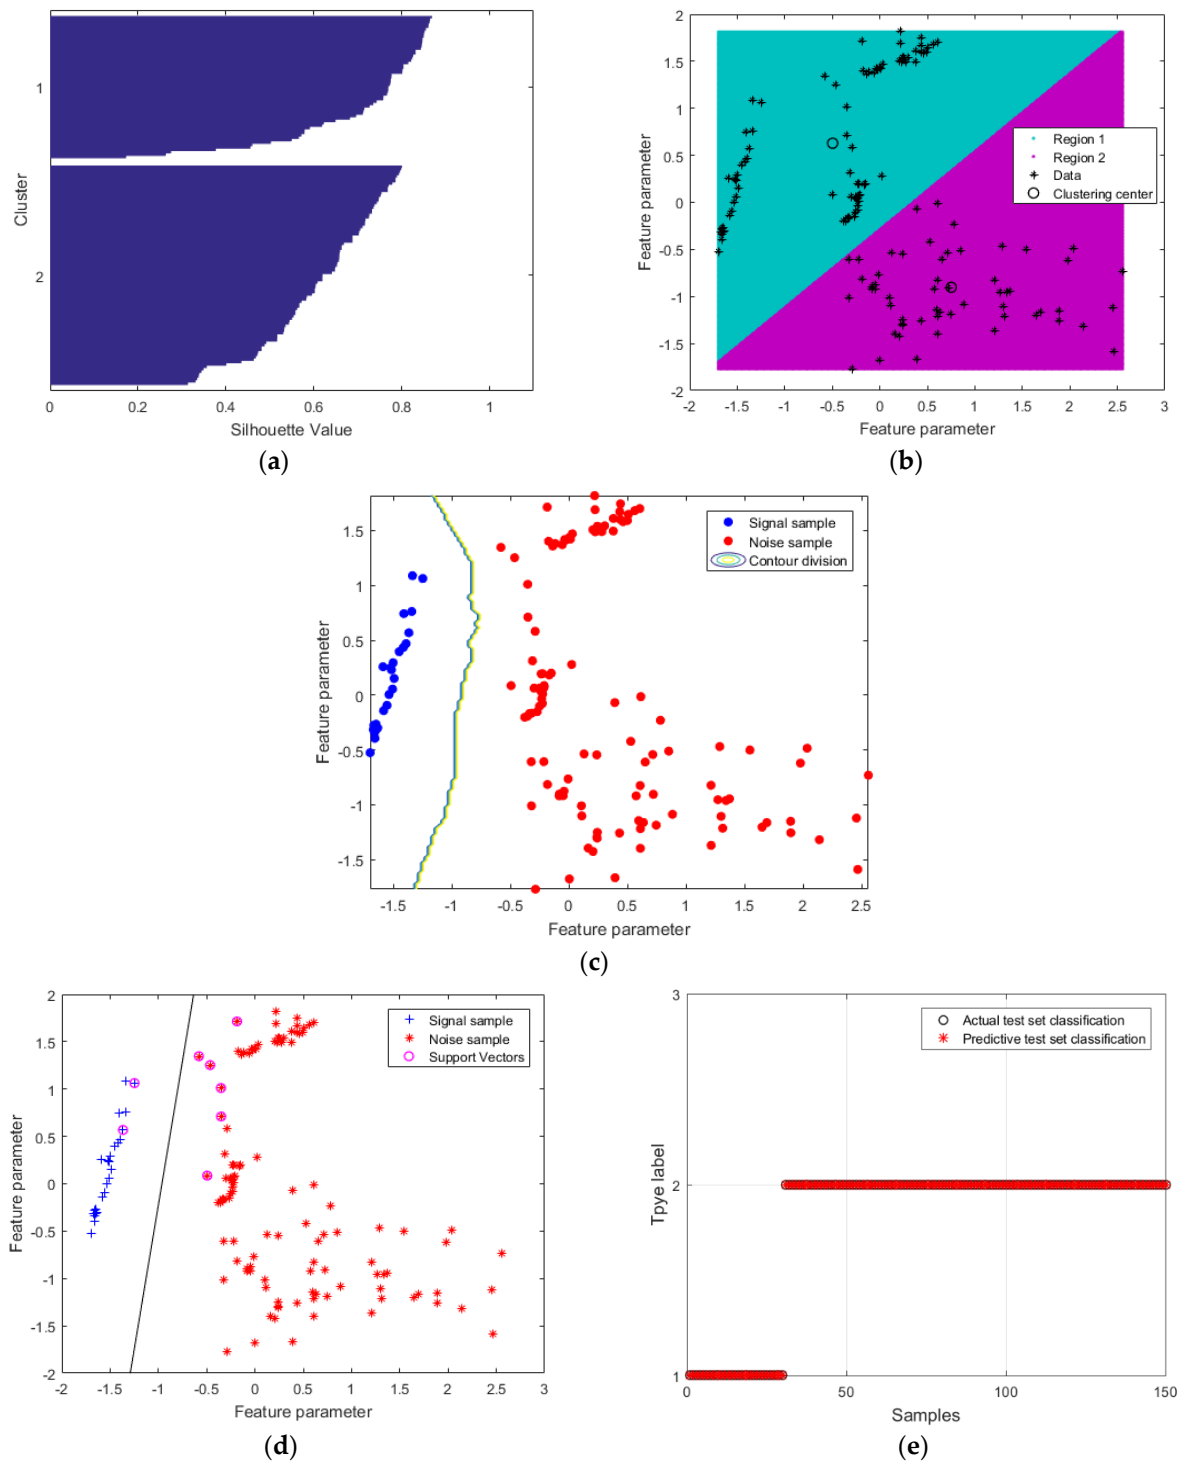 1
2
Cluster
0
0.2
0.4
0.6
0.8
1
Silhouette Value
(a)
2
1.5
1
0.5
0
-0.5
-1
-1.5
-2
Feature parameter
Region 1
Region 2
Data
Clustering center
-2
-1.5
-1
-0.5
0
0.5
1
1.5
2
2.5
3
Feature parameter
(b)
1.5
1
0.5
0
-0.5
-1
-1.5
Feature parameter
Signal sample
Noise sample
Contour division
-1.5
-1
-0.5
0
0.5
1
1.5
2
2.5
Feature parameter
(c)
2
1.5
1
0.5
0
-0.5
-1
-1.5
-2
Feature parameter
Signal sample
Noise sample
Support Vectors
-2
-1.5
-1
-0.5
0
0.5
1
1.5
2
2.5
3
Feature parameter
(d)
3
2
1
Tpye label
Actual test set classification
Predictive test set classification
0
50
100
150
Samples
(e)